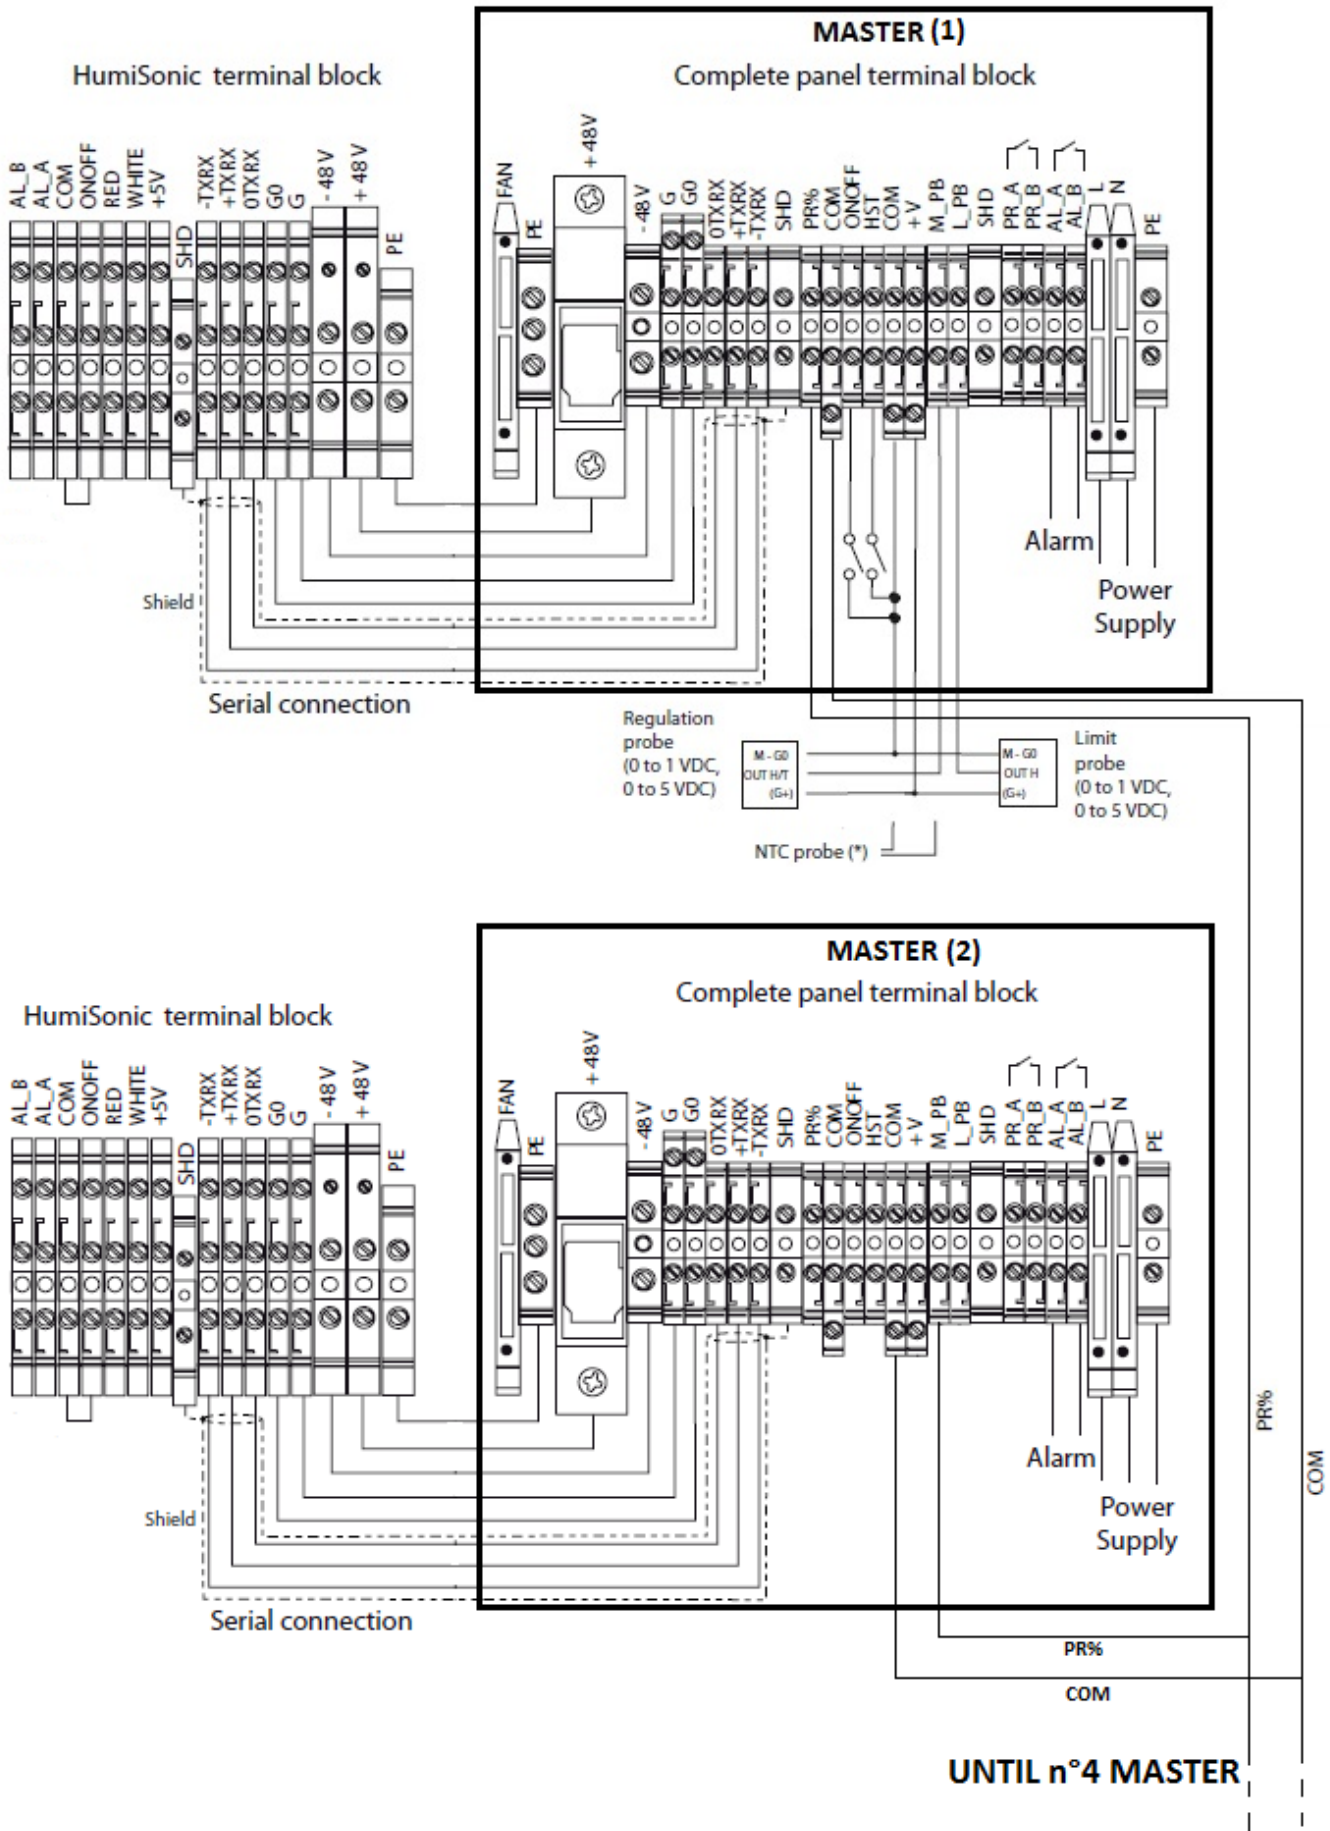 MASTER (1)
HumiSonic terminal block
Complete panel terminal block
AL_B
AL_A
COM
ONOFF
RED
WHITE
+5V
SHD
-TXRX
+TXRX
0TXRX
G0
G
- 48 V
+ 48 V
PE
FAN
PE
+ 48V
- 48V
G
G0
0TXRX
+TXRX
-TXRX
SHD
PR%
COM
ONOFF
HST
COM
+V
M_PB
L_PB
SHD
PR_A
PR_B
AL_A
AL_B
L
N
PE
Alarm
Power
Supply
Shield
Serial connection
Regulation
probe
(0 to 1 VDC,
0 to 5 VDC)
M - G0
OUT H/T
(G+)
M - G0
OUT H
(G+)
Limit
probe
(0 to 1 VDC,
0 to 5 VDC)
NTC probe (*)
MASTER (2)
Complete panel terminal block
HumiSonic terminal block
AL_B
AL_A
COM
ONOFF
RED
WHITE
+5V
SHD
-TXRX
+TXRX
0TXRX
G0
G
- 48 V
+ 48 V
PE
FAN
PE
+ 48V
- 48V
G
G0
0TXRX
+TXRX
-TXRX
SHD
PR%
COM
ONOFF
HST
COM
+V
M_PB
L_PB
SHD
PR_A
PR_B
AL_A
AL_B
L
N
PE
PR%
COM
Alarm
Power
Supply
Shield
Serial connection
PR%
COM
UNTIL n°4 MASTER